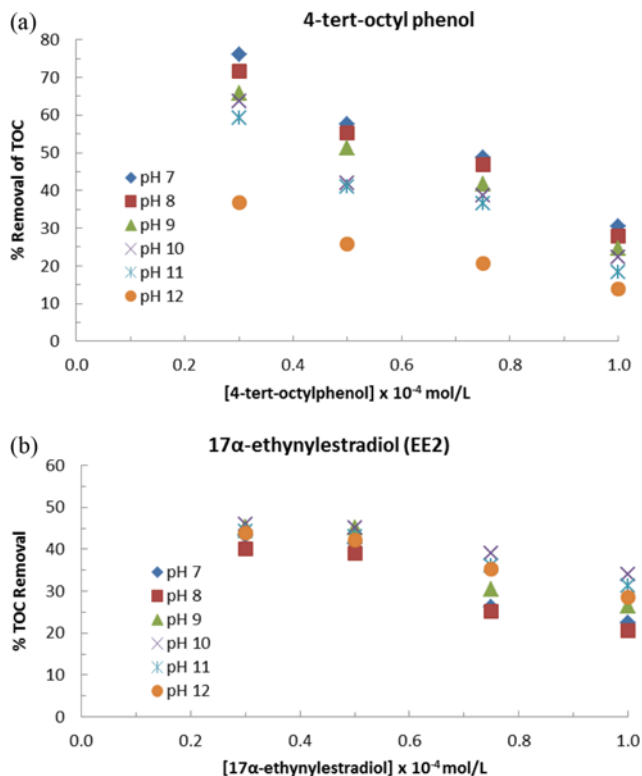 (a)
4-tert-octyl phenol
80
70
60
50
40
30
20
10
0
% Removal of TOC
pH 7
pH 8
pH 9
pH 10
pH 11
pH 12
0.0 0.2 0.4 0.6 0.8 1.0
[4-tert-octylphenol] x 10⁻⁴ mol/L
(b)
17α-ethynylestradiol (EE2)
60
50
40
30
20
10
0
% TOC Removal
pH 7
pH 8
pH 9
pH 10
pH 11
pH 12
0.0 0.2 0.4 0.6 0.8 1.0
[17α-ethynylestradiol] x 10⁻⁴ mol/L